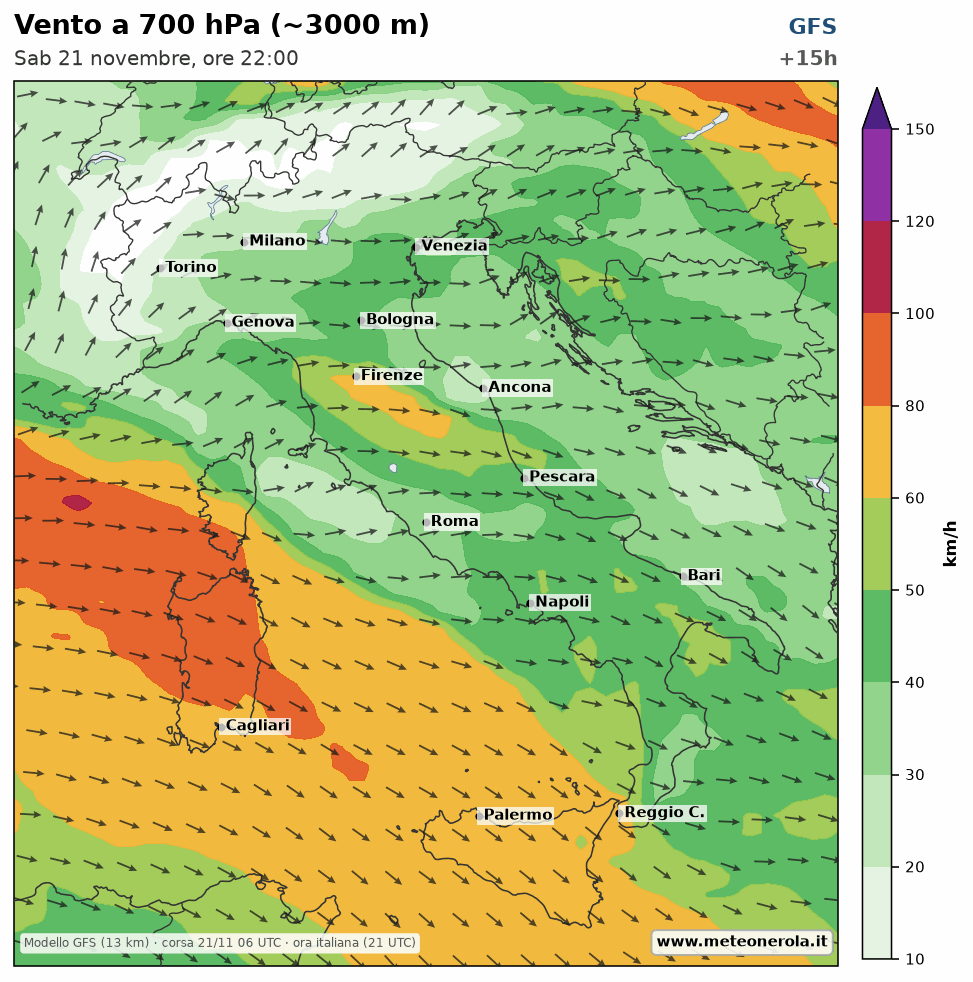 Vento a 700 hPa (~3000 m)
GFS
Sab 21 novembre, ore 22:00
+15h
Milano
Venezia
Torino
Genova
Bologna
Firenze
Ancona
Pescara
Roma
Bari
Napoli
Cagliari
Palermo
Reggio C.
Modello GFS (13 km) · corsa 21/11 06 UTC · ora italiana (21 UTC)
www.meteonerola.it
150
120
100
80
60
50
40
30
20
10
km/h